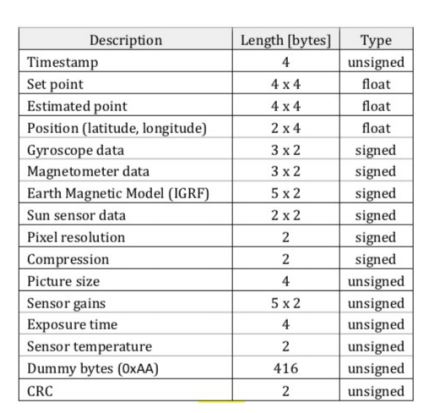 Description Length [bytes] Type
Timestamp 4 unsigned
Set point 4 x 4 float
Estimated point 4 x 4 float
Position (latitude, longitude) 2 x 4 float
Gyroscope data 3 x 2 signed
Magnetometer data 3 x 2 signed
Earth Magnetic Model (IGRF) 5 x 2 signed
Sun sensor data 2 x 2 signed
Pixel resolution 2 signed
Compression 2 signed
Picture size 4 unsigned
Sensor gains 5 x 2 unsigned
Exposure time 4 unsigned
Sensor temperature 2 unsigned
Dummy bytes (0xAA) 416 unsigned
CRC 2 unsigned